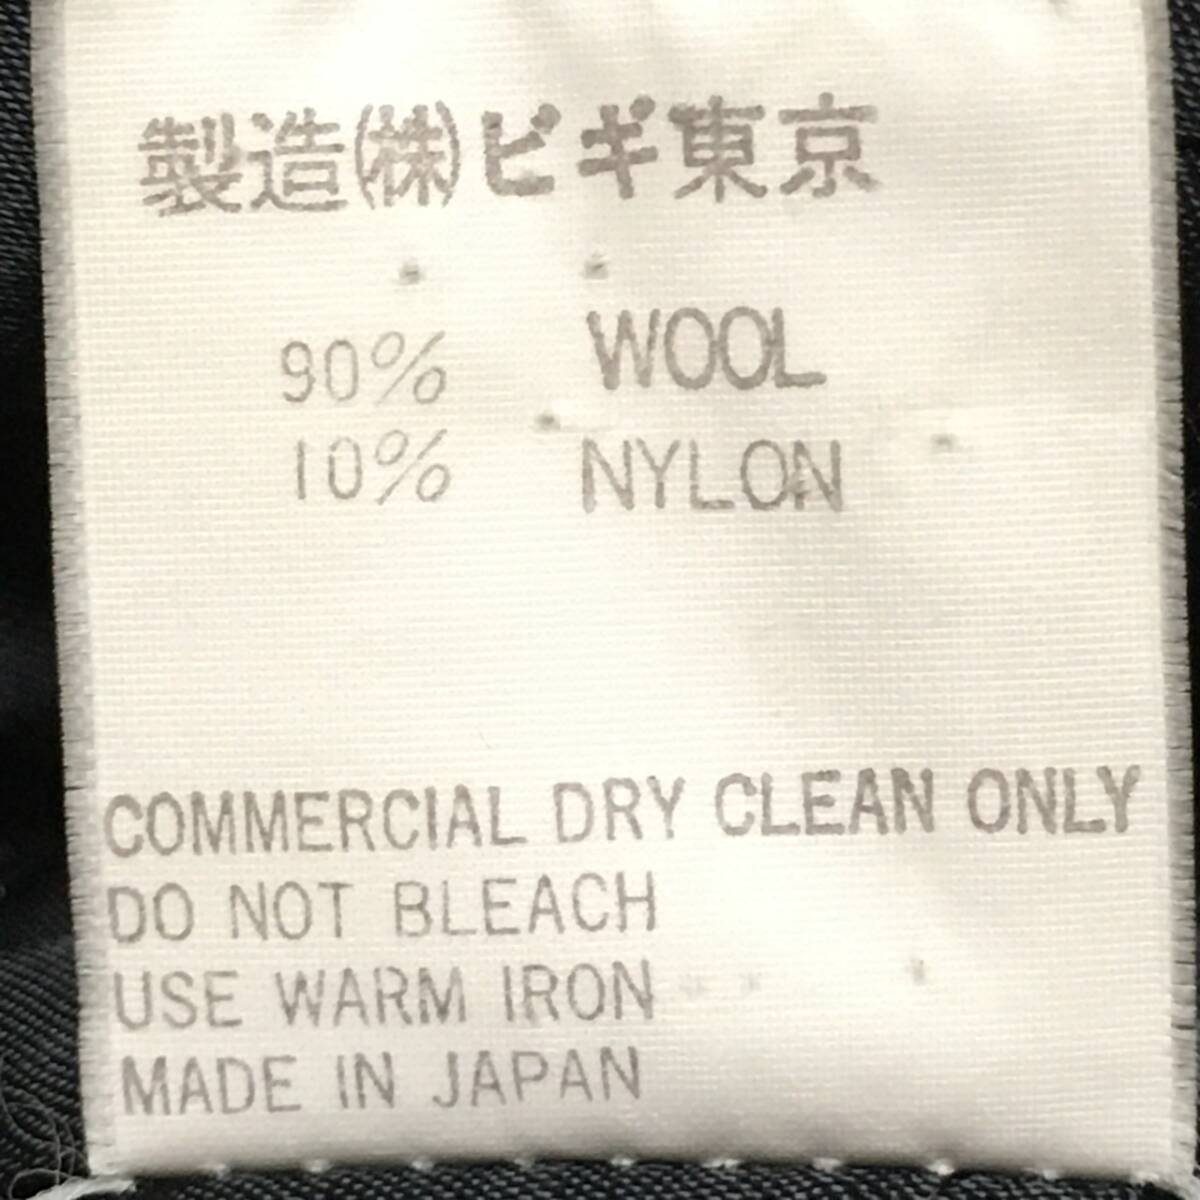 製造㈱ビギ東京
90% WOOL
10% NYLON
COMMERCIAL DRY CLEAN ONLY
DO NOT BLEACH
USE WARM IRON
MADE IN JAPAN